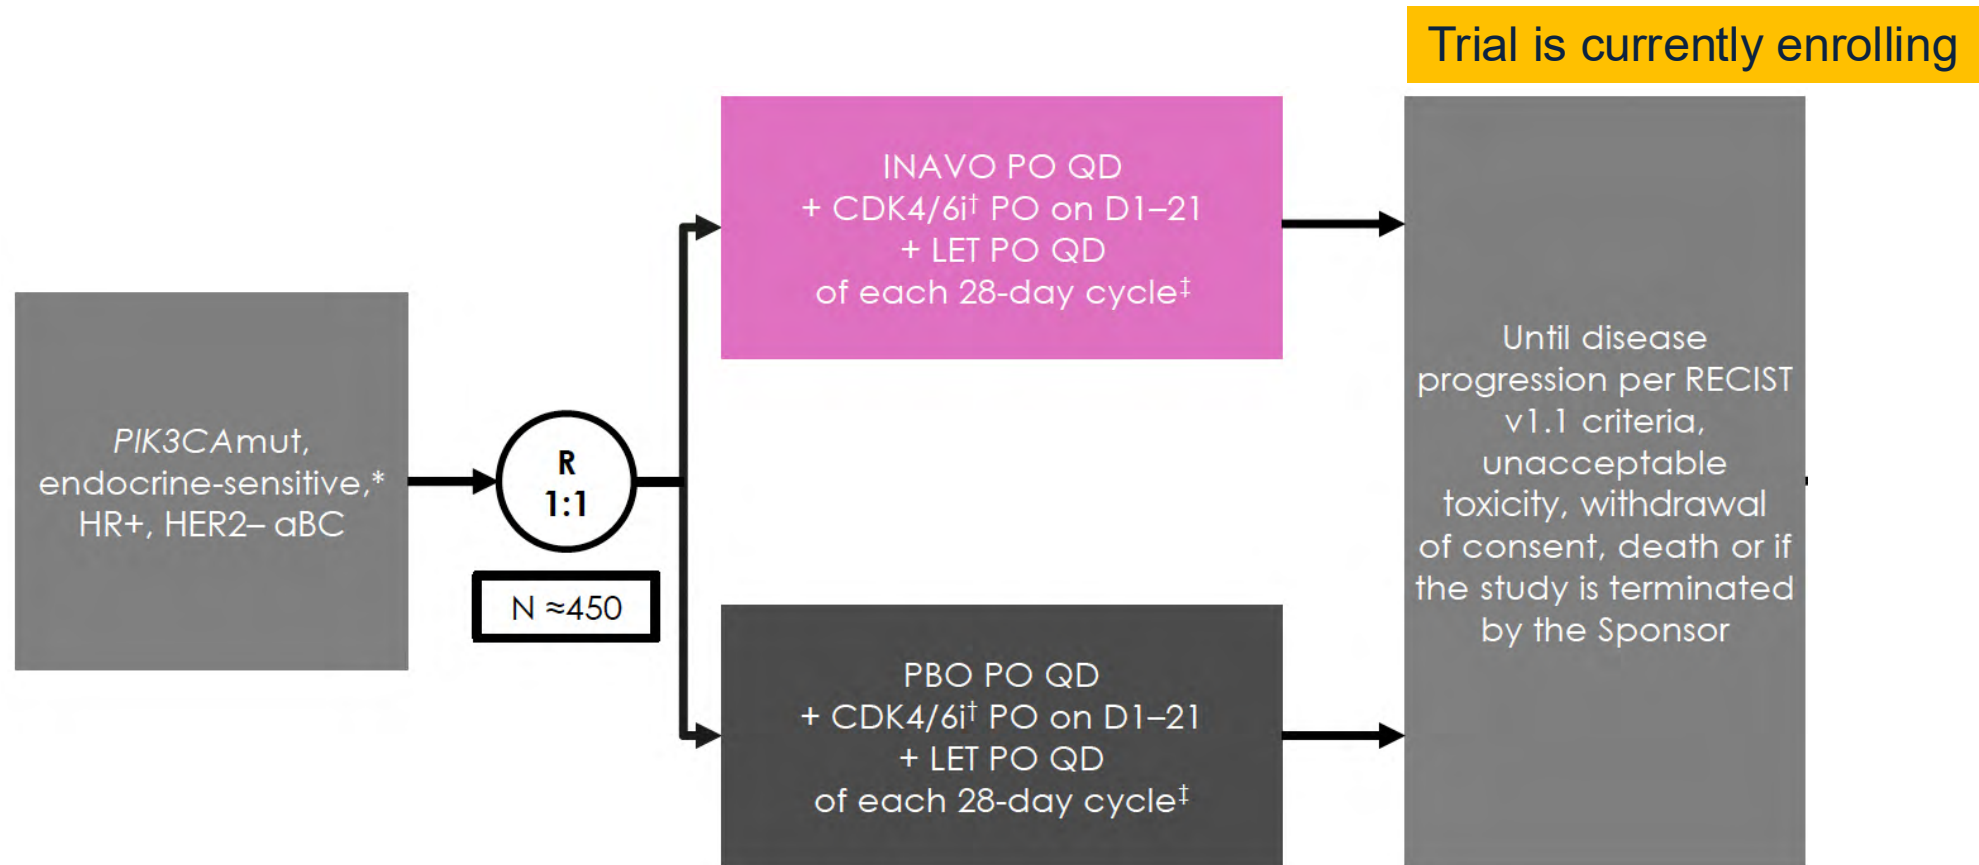 Trial is currently enrolling
PIK3CAmut,
endocrine-sensitive,*
HR+, HER2– aBC
R
1:1
N ≈450
INAVO PO QD
+ CDK4/6i† PO on D1–21
+ LET PO QD
of each 28-day cycle‡
PBO PO QD
+ CDK4/6i† PO on D1–21
+ LET PO QD
of each 28-day cycle‡
Until disease
progression per RECIST
v1.1 criteria,
unacceptable
toxicity, withdrawal
of consent, death or if
the study is terminated
by the Sponsor